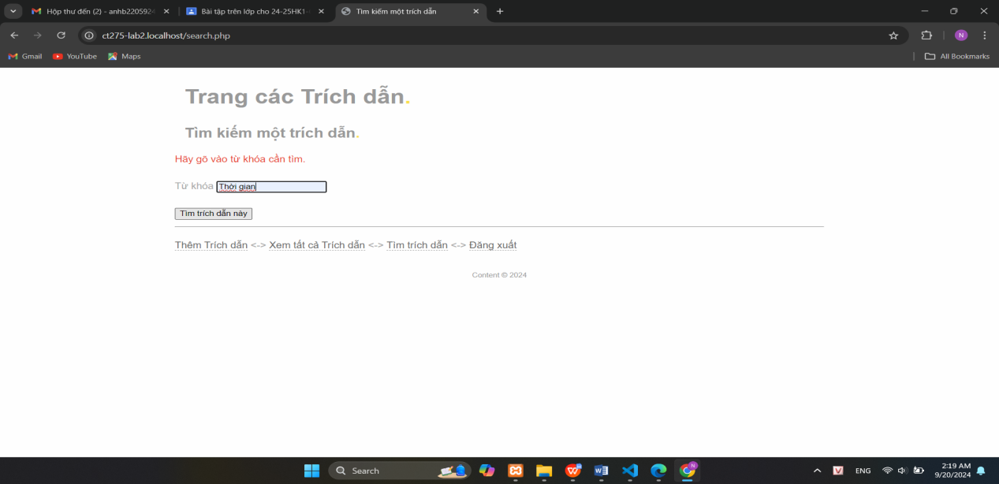 Hộp thư đến (2) - anhb220592
Bài tập trên lớp cho 24-25HK1-
Tìm kiếm một trích dẫn
ct275-lab2.localhost/search.php
N
Gmail
YouTube
Maps
All Bookmarks
Trang các Trích dẫn.
Tìm kiếm một trích dẫn.
Hãy gõ vào từ khóa cần tìm.
Từ khóa Thời gian
Tìm trích dẫn này
Thêm Trích dẫn <-> Xem tất cả Trích dẫn <-> Tìm trích dẫn <-> Đăng xuất
Content © 2024
Search
ENG
2:19 AM
9/20/2024